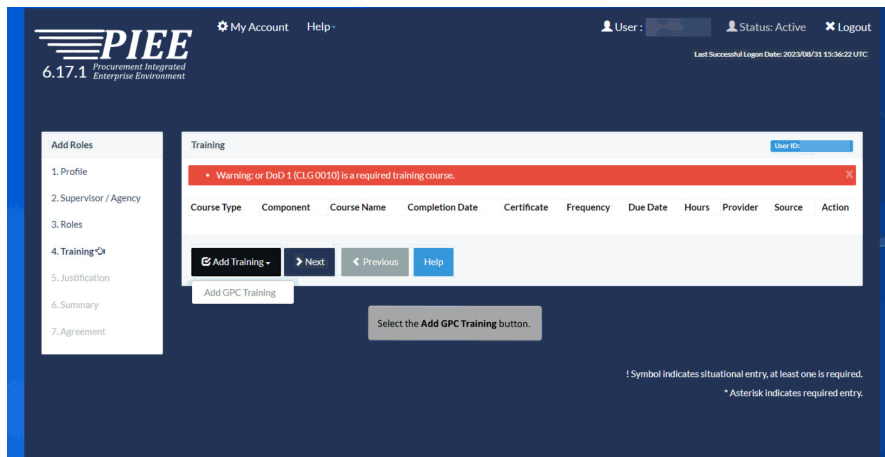 My Account Help
User :
Status: Active
Logout
PIEE
6.17.1 Procurement Integrated
Enterprise Environment
Last Successful Logon Date: 2023/08/31 15:36:22 UTC
Add Roles
1. Profile
2. Supervisor / Agency
3. Roles
4. Training
5. Justification
6. Summary
7. Agreement
Training
User ID:
• Warning: or DoD 1 (CLG 0010) is a required training course.
X
Course Type Component Course Name Completion Date Certificate Frequency Due Date Hours Provider Source Action
Add Training
Next
Previous
Help
Add GPC Training
Select the Add GPC Training button.
! Symbol indicates situational entry, at least one is required.
* Asterisk indicates required entry.